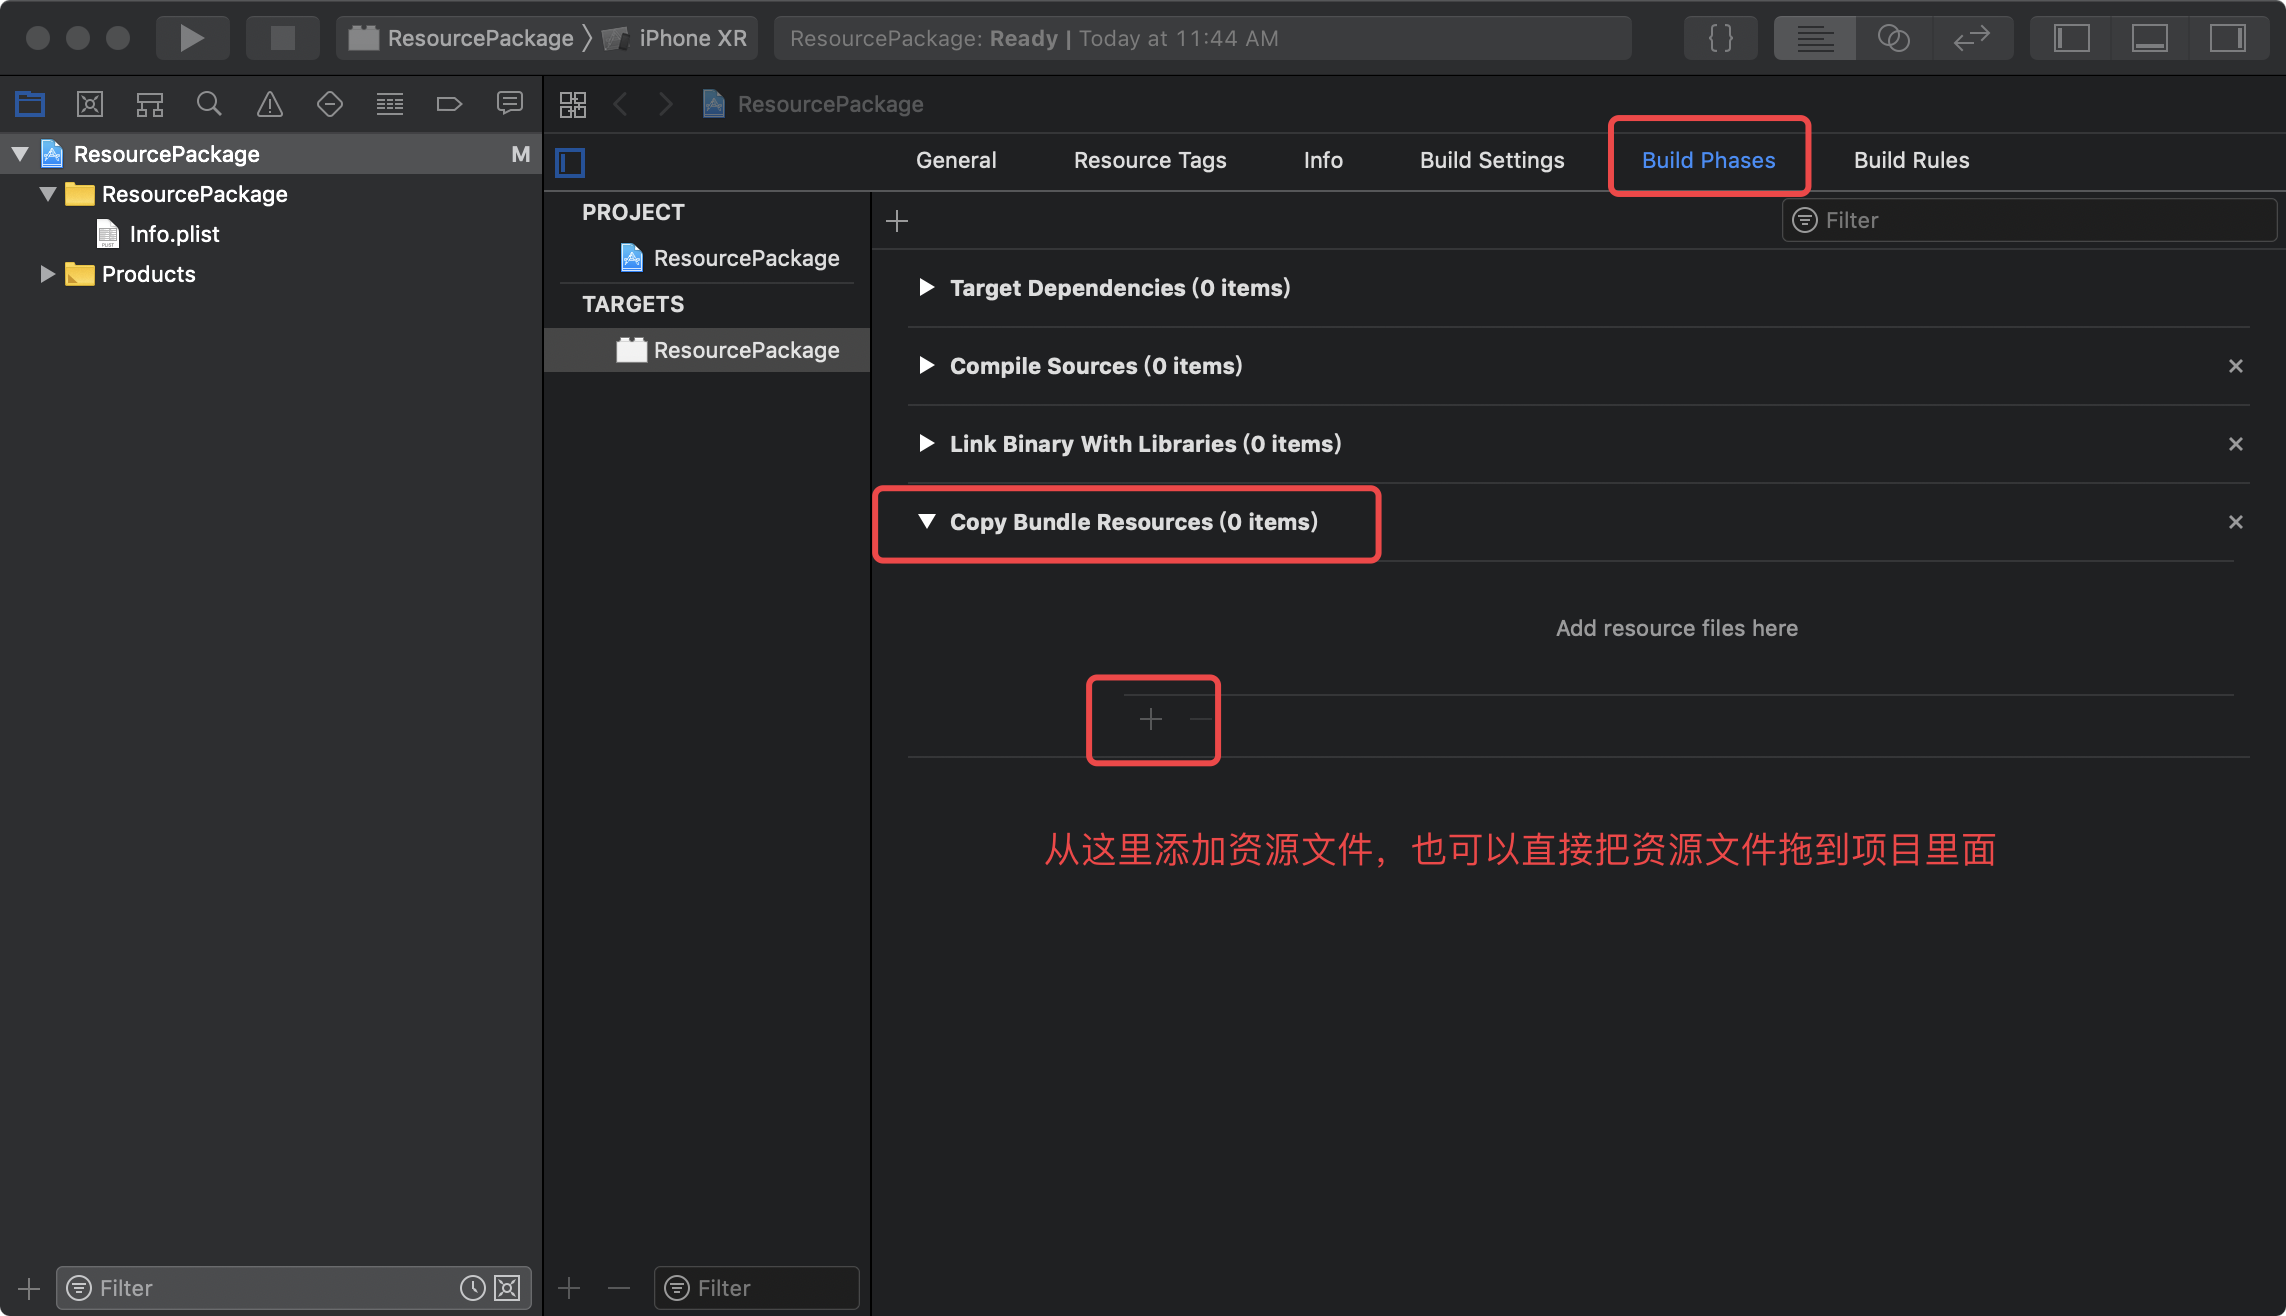 ResourcePackage 〉 iPhone XR
ResourcePackage: Ready | Today at 11:44 AM
{ }
ResourcePackage M
ResourcePackage
Info.plist
Products
ResourcePackage
General Resource Tags Info Build Settings Build Phases Build Rules
PROJECT
ResourcePackage
TARGETS
ResourcePackage
Filter
Target Dependencies (0 items)
Compile Sources (0 items)
Link Binary With Libraries (0 items)
Copy Bundle Resources (0 items)
Add resource files here
从这里添加资源文件，也可以直接把资源文件拖到项目里面
Filter
Filter